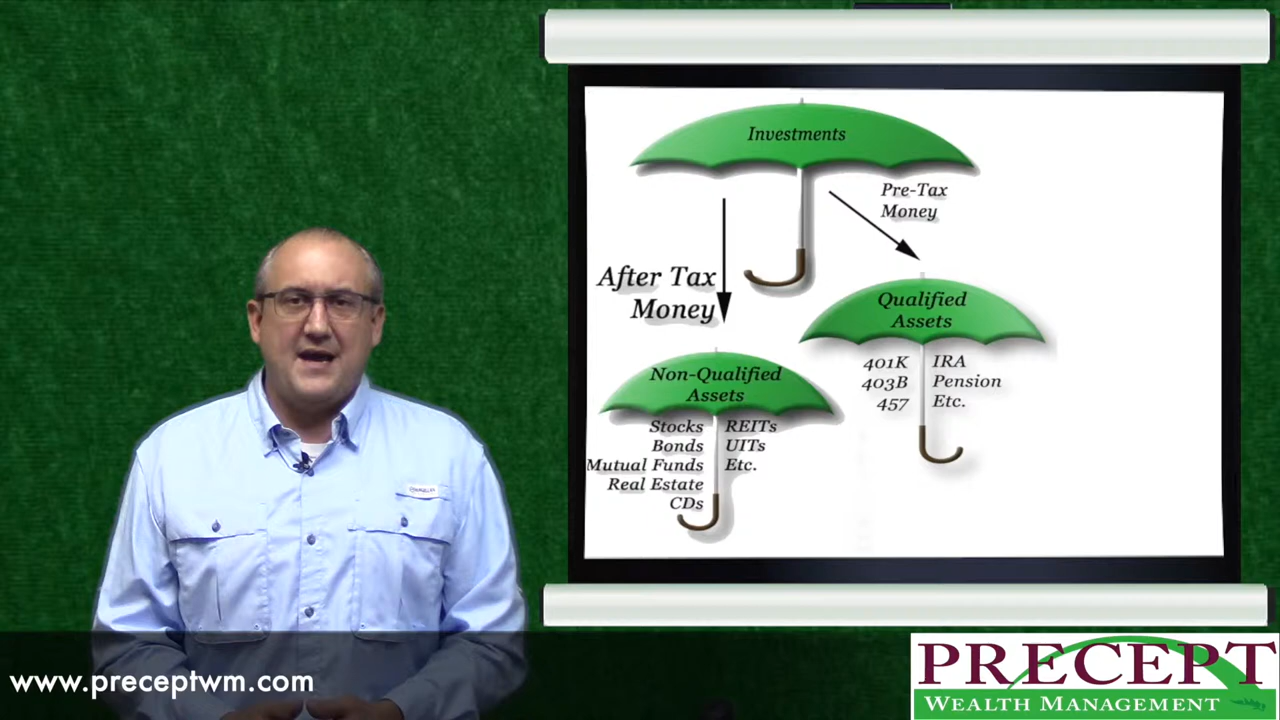 Investments
Pre-Tax
Money
After Tax
Money
Qualified
Assets
401K IRA
403B Pension
457 Etc.
Non-Qualified
Assets
Stocks REITs
Bonds UITs
Mutual Funds Etc.
Real Estate
CDs
www.preceptwm.com
PRECEPT
WEALTH MANAGEMENT